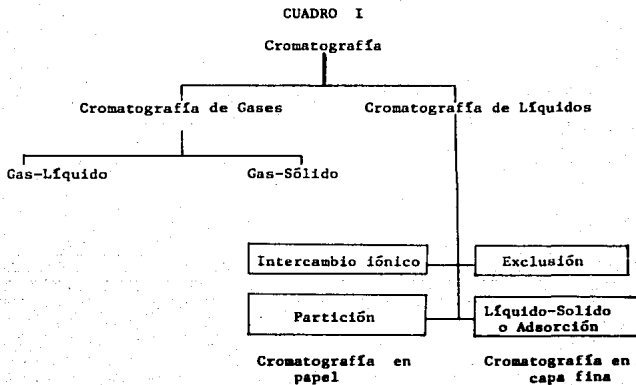 CUADRO I
Cromatografía
Cromatografía de Gases
Cromatografía de Líquidos
Gas-Líquido
Gas-Sólido
Intercambio iónico
Exclusión
Partición
Líquido-Solido
o Adsorción
Cromatografía en
papel
Cromatografía en
capa fina